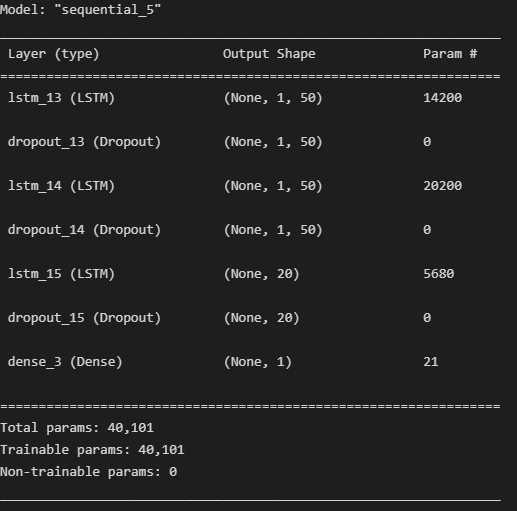 Model: "sequential_5"
Layer (type) Output Shape Param #
lstm_13 (LSTM) (None, 1, 50) 14200
dropout_13 (Dropout) (None, 1, 50) 0
lstm_14 (LSTM) (None, 1, 50) 20200
dropout_14 (Dropout) (None, 1, 50) 0
lstm_15 (LSTM) (None, 20) 5680
dropout_15 (Dropout) (None, 20) 0
dense_3 (Dense) (None, 1) 21
Total params: 40,101
Trainable params: 40,101
Non-trainable params: 0